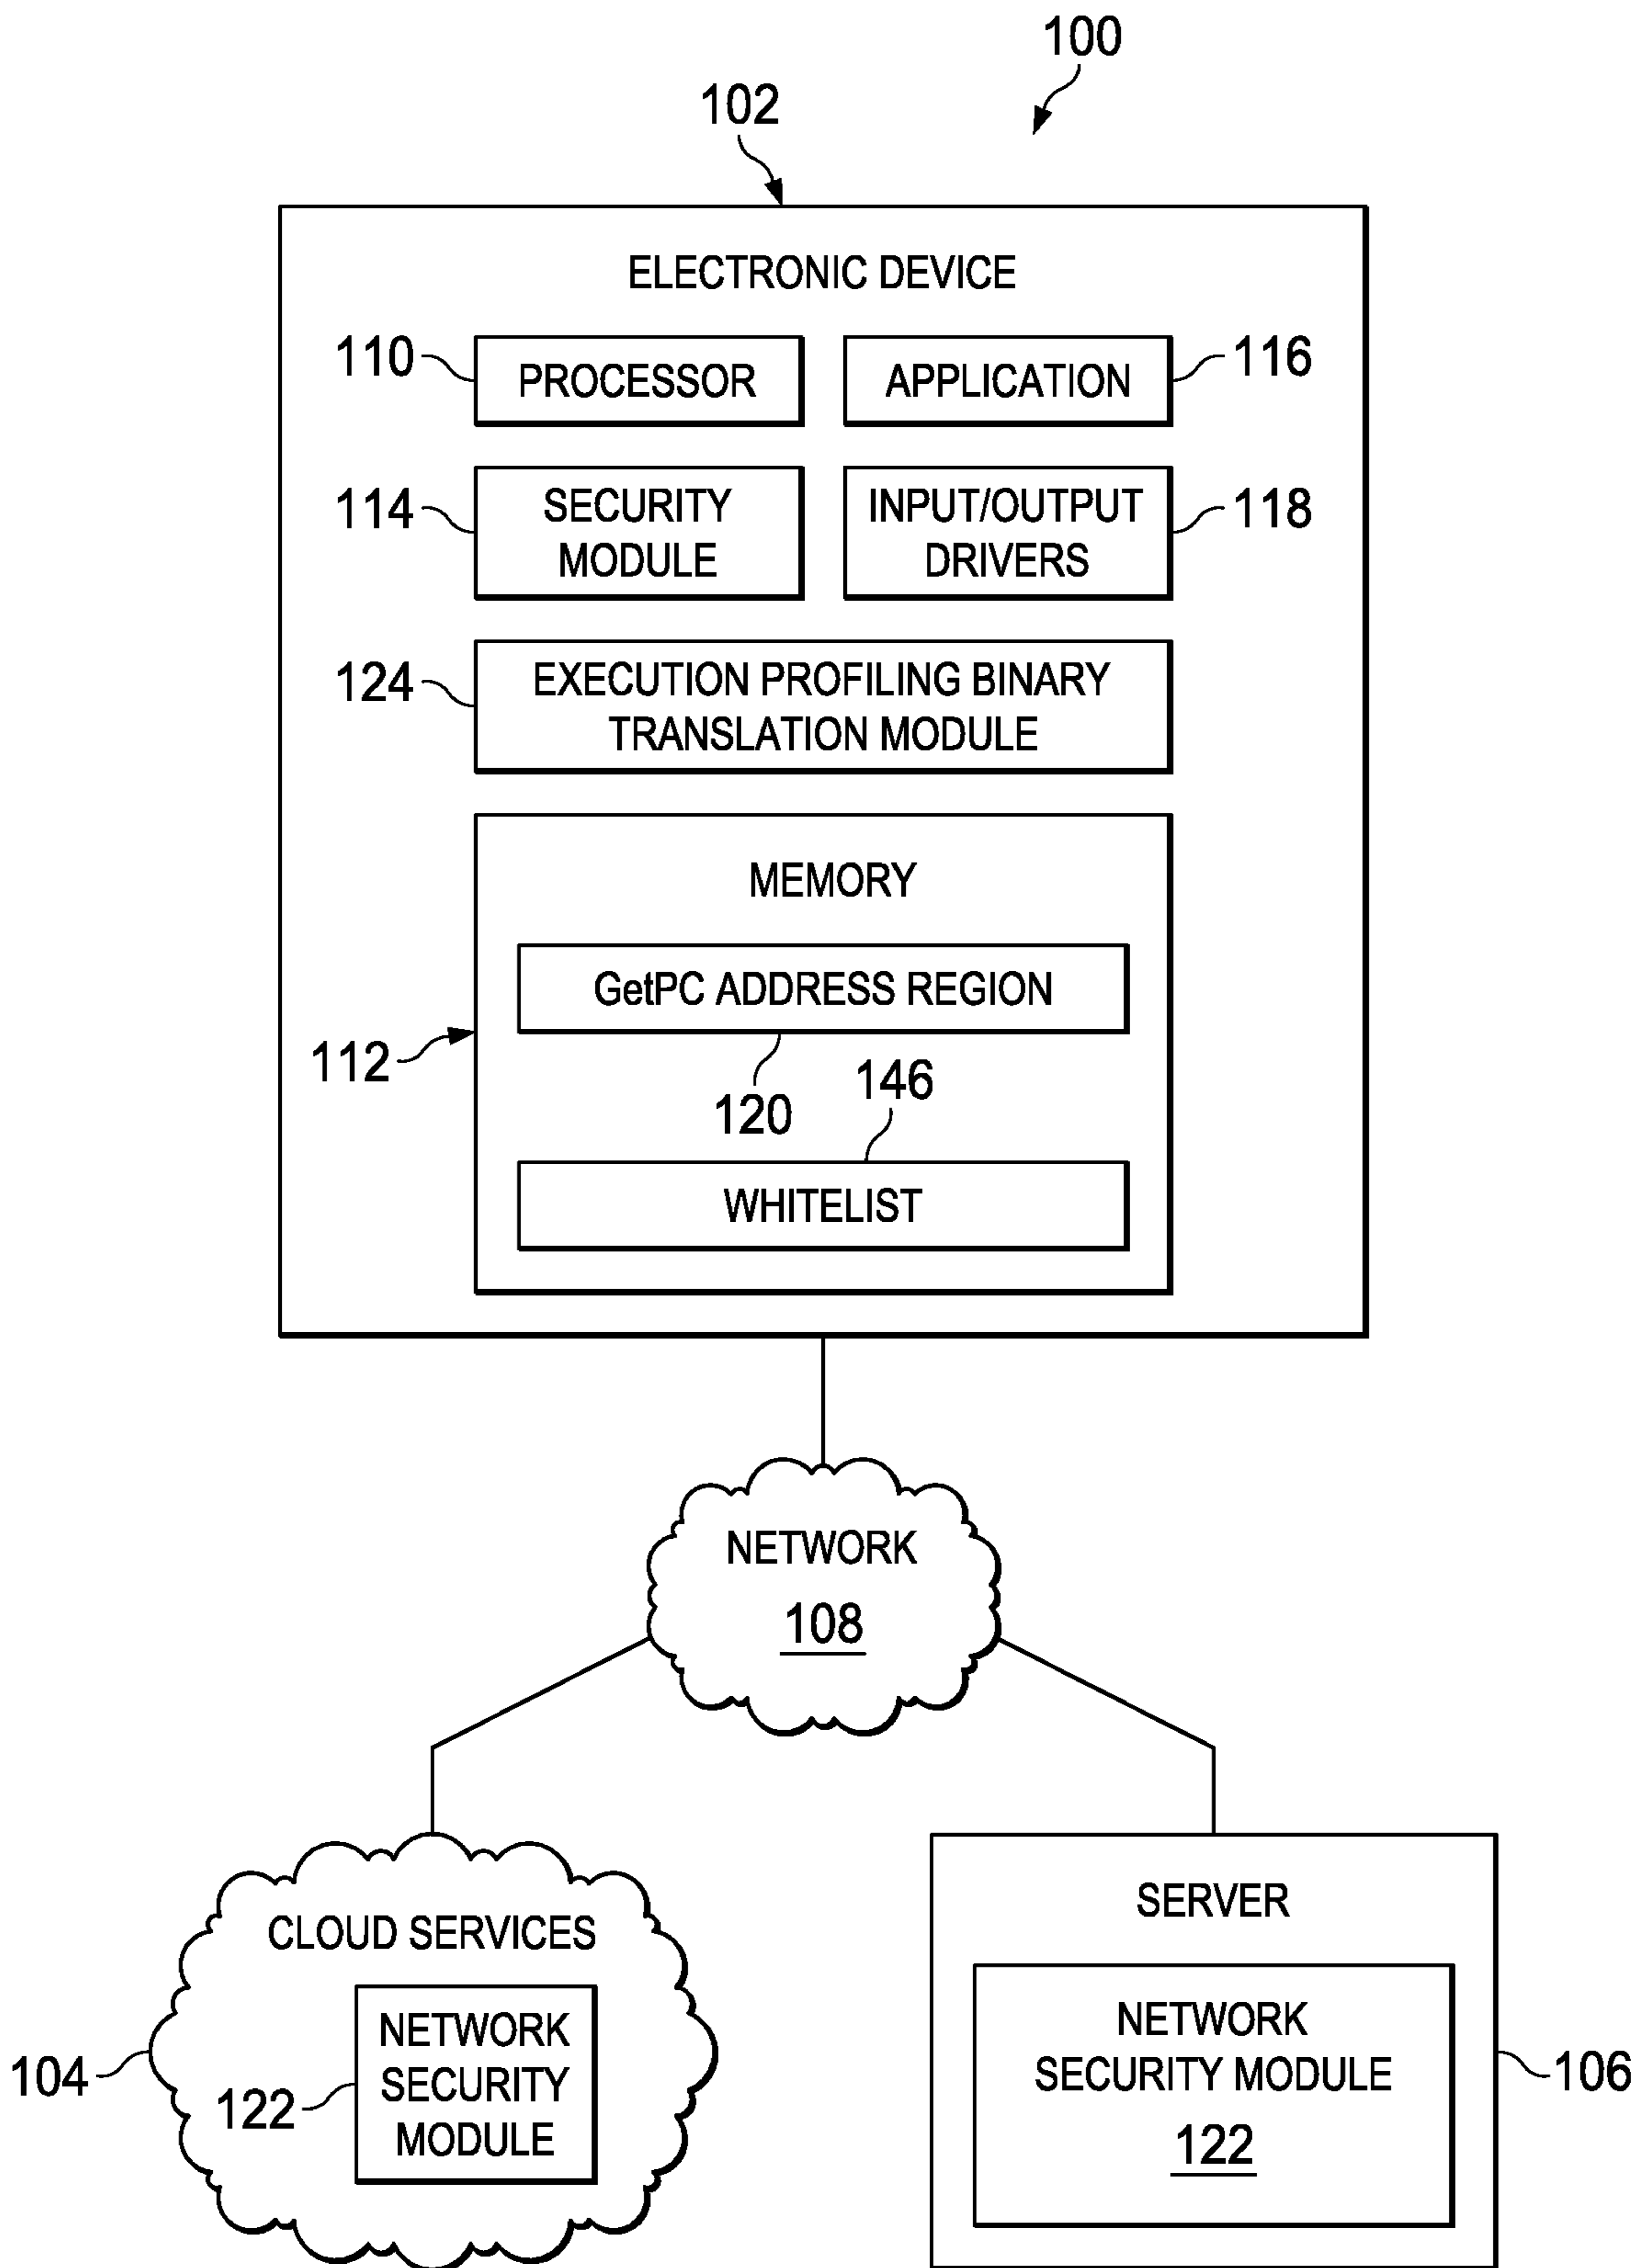 100
102
ELECTRONIC DEVICE
110
PROCESSOR
APPLICATION
116
114
SECURITY
MODULE
INPUT/OUTPUT
DRIVERS
118
124
EXECUTION PROFILING BINARY
TRANSLATION MODULE
MEMORY
GetPC ADDRESS REGION
112
120
146
WHITELIST
NETWORK
108
CLOUD SERVICES
NETWORK
SECURITY
MODULE
104
122
SERVER
NETWORK
SECURITY MODULE
122
106